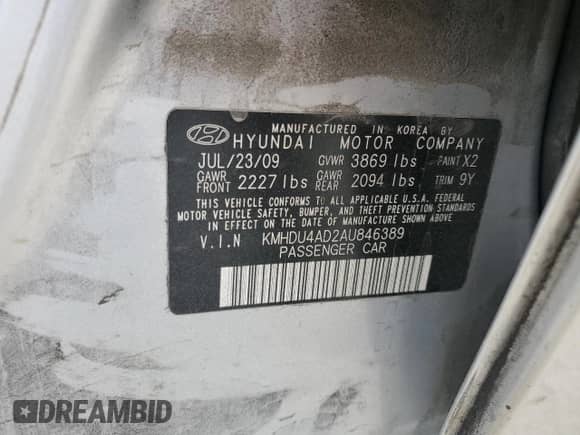 MANUFACTURED IN KOREA BY
HYUNDAI MOTOR COMPANY
JUL/23/09 GVWR 3869 lbs PAINT X2
GAWR FRONT 2227 lbs GAWR REAR 2094 lbs TRIM 9Y
THIS VEHICLE CONFORMS TO ALL APPLICABLE U.S.A. FEDERAL
MOTOR VEHICLE SAFETY, BUMPER, AND THEFT PREVENTION STANDARDS
IN EFFECT ON THE DATE OF MANUFACTURE SHOWN ABOVE.
V.I.N KMHDU4AD2AU846389
PASSENGER CAR
DREAMBID